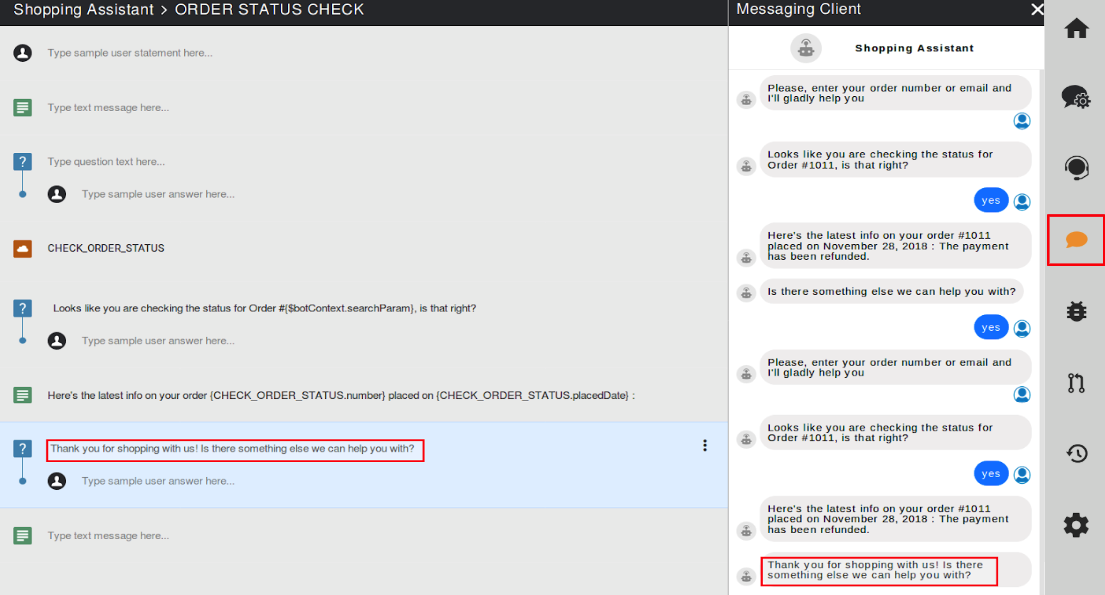 Shopping Assistant > ORDER STATUS CHECK
Type sample user statement here...
Type text message here...
?
Type question text here...
Type sample user answer here...
CHECK_ORDER_STATUS
?
Looks like you are checking the status for Order #{$botContext.searchParam}, is that right?
Type sample user answer here...
Here's the latest info on your order {CHECK_ORDER_STATUS.number} placed on {CHECK_ORDER_STATUS.placedDate} :
?
Thank you for shopping with us! Is there something else we can help you with?
Type sample user answer here...
Type text message here...
Messaging Client
Shopping Assistant
Please, enter your order number or email and
I'll gladly help you
Looks like you are checking the status for
Order #1011, is that right?
yes
Here's the latest info on your order #1011
placed on November 28, 2018 : The payment
has been refunded.
Is there something else we can help you with?
yes
Please, enter your order number or email and
I'll gladly help you
Looks like you are checking the status for
Order #1011, is that right?
yes
Here's the latest info on your order #1011
placed on November 28, 2018 : The payment
has been refunded.
Thank you for shopping with us! Is there
something else we can help you with?